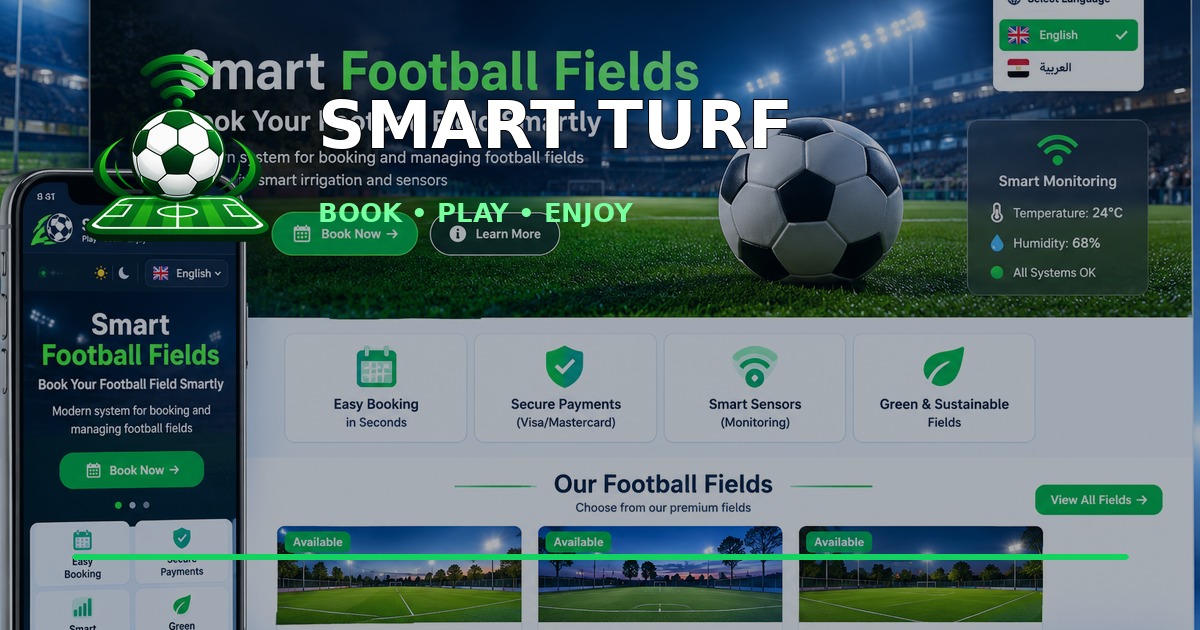 Select Language
English
العربية
Smart Football Fields
SMART TURF
Book Your Football Field Smartly
system for booking and managing football fields
smart irrigation and sensors
BOOK • PLAY • ENJOY
Book Now →
Learn More
Smart Monitoring
Temperature: 24°C
Humidity: 68%
All Systems OK
English
Smart
Football Fields
Book Your Football Field Smartly
Modern system for booking and
managing football fields
Book Now →
Easy
Booking
Secure
Payments
Smart
Green
Easy Booking
in Seconds
Secure Payments
(Visa/Mastercard)
Smart Sensors
(Monitoring)
Green & Sustainable
Fields
Our Football Fields
Choose from our premium fields
View All Fields →
Available
Available
Available